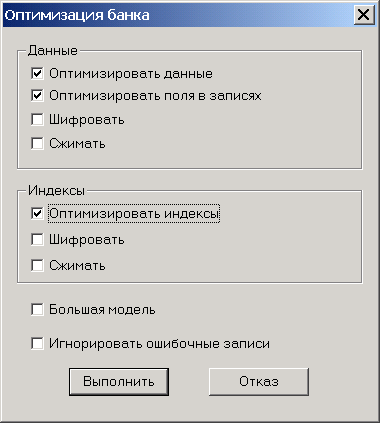 Оптимизация банка
Данные
Оптимизировать данные
Оптимизировать поля в записях
Шифровать
Сжимать
Индексы
Оптимизировать индексы
Шифровать
Сжимать
Большая модель
Игнорировать ошибочные записи
Выполнить
Отказ